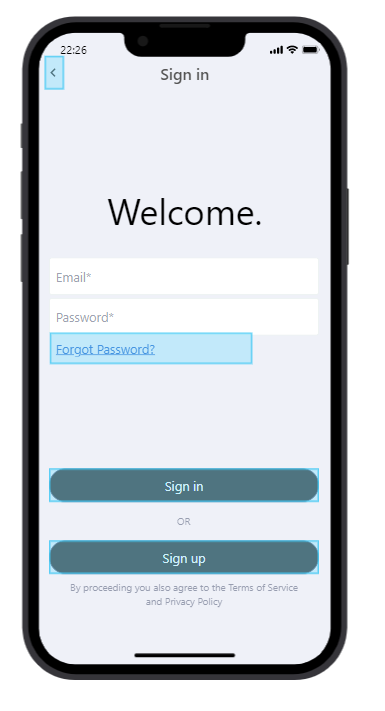 22:26
Sign in
Welcome.
Email*
Password*
Forgot Password?
Sign in
OR
Sign up
By proceeding you also agree to the Terms of Service
and Privacy Policy